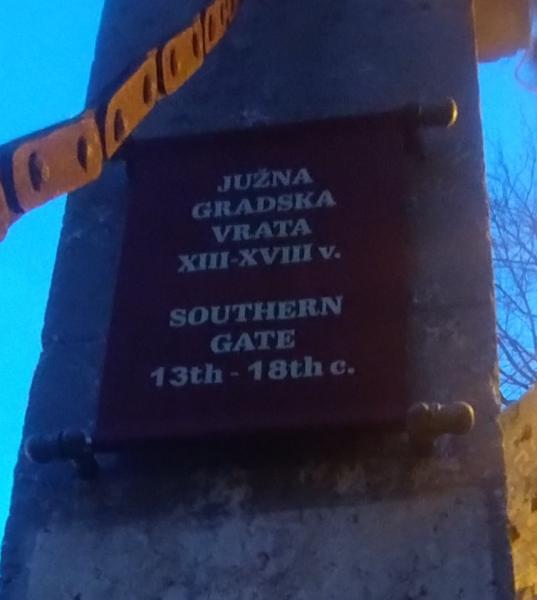 JUŽNA
GRADSKA
VRATA
XIII-XVIII v.
SOUTHERN
GATE
13th - 18th c.